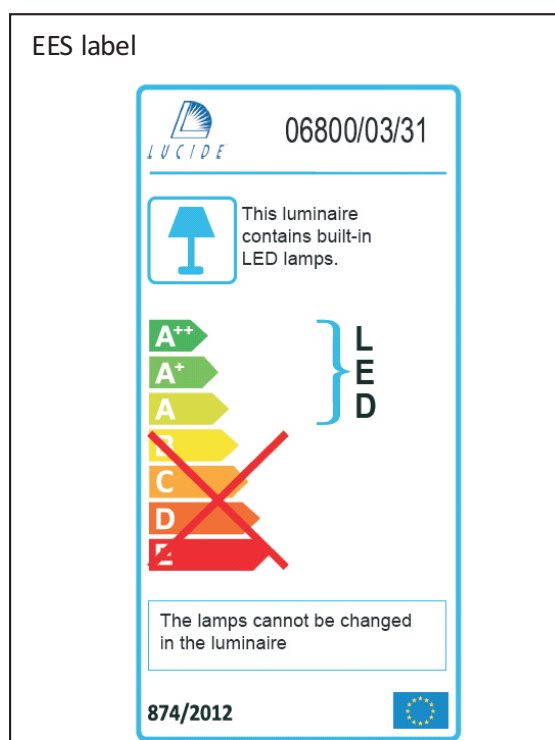 EES label
LUCIDE
06800/03/31
This luminaire
contains built-in
LED lamps.
A++
A+
A
B
C
D
E
L
E
D
The lamps cannot be changed
in the luminaire
874/2012